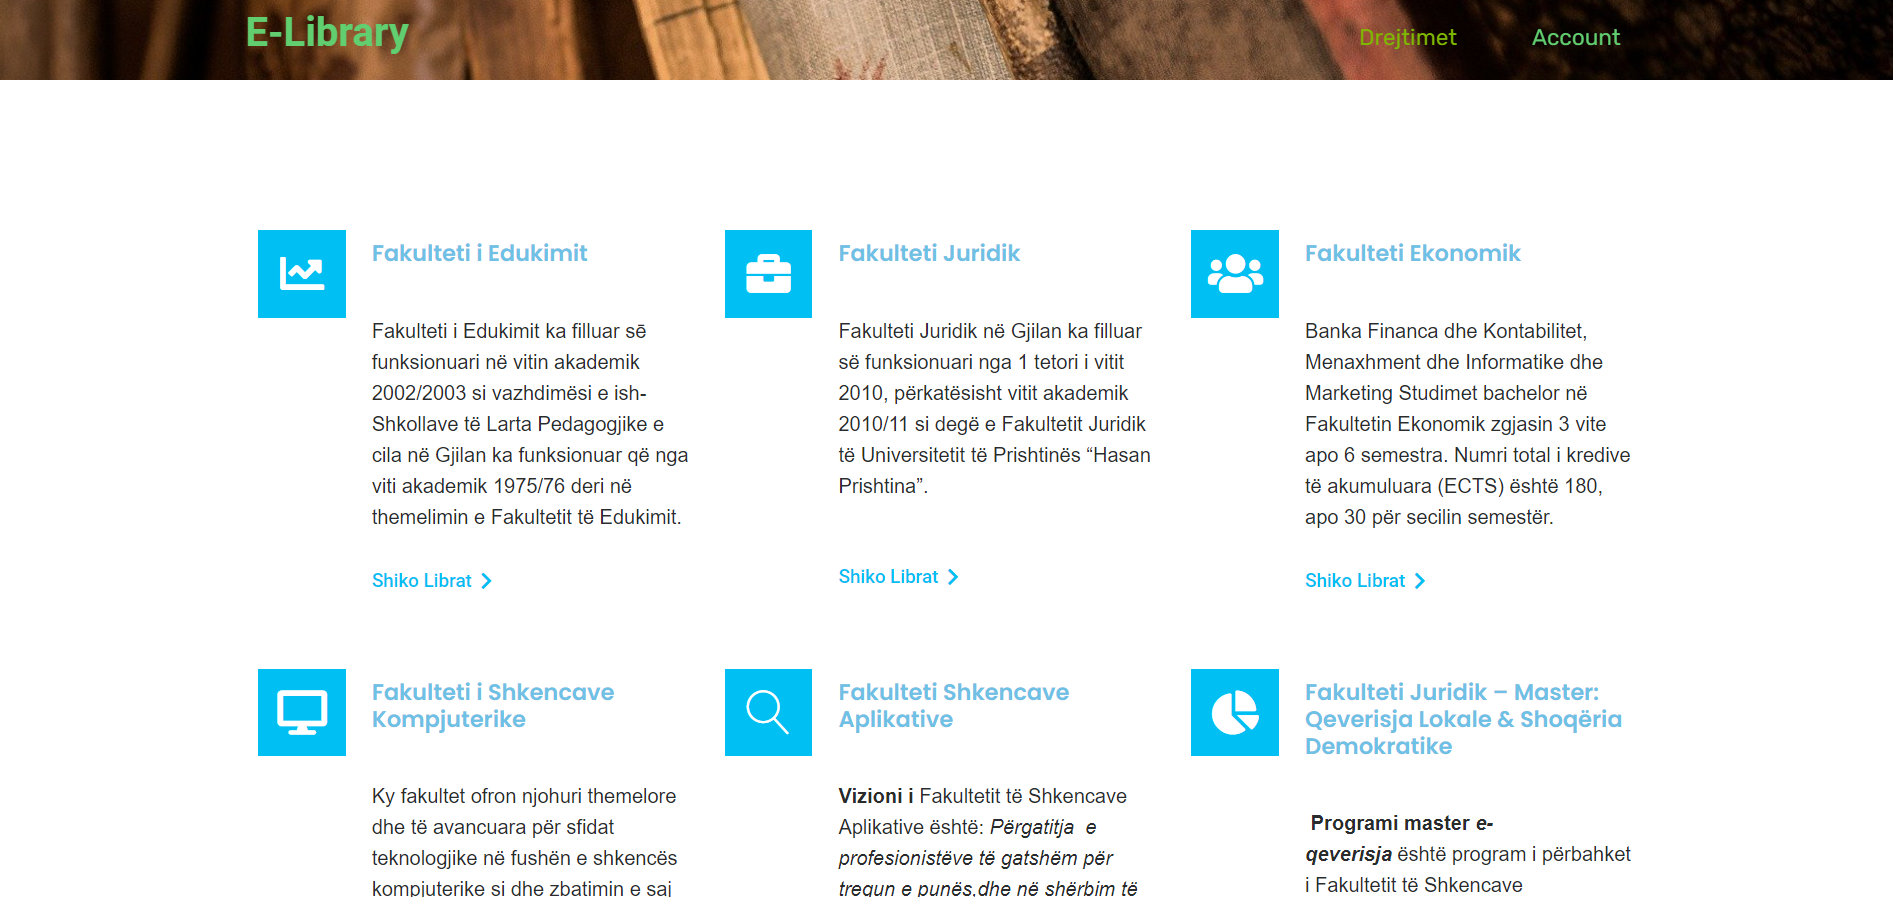 E-Library
Drejtimet
Account
Fakulteti i Edukimit
Fakulteti i Edukimit ka filluar sē
funksionuari në vitin akademik
2002/2003 si vazhdimësi e ish-
Shkollave të Larta Pedagogjike e
cila në Gjilan ka funksionuar që nga
viti akademik 1975/76 deri në
themelimin e Fakultetit të Edukimit.
Shiko Librat
Fakulteti Juridik
Fakulteti Juridik në Gjilan ka filluar
së funksionuari nga 1 tetori i vitit
2010, përkatësisht vitit akademik
2010/11 si degë e Fakultetit Juridik
të Universitetit të Prishtinës “Hasan
Prishtina”.
Shiko Librat
Fakulteti Ekonomik
Banka Financa dhe Kontabilitet,
Menaxhment dhe Informatike dhe
Marketing Studimet bachelor në
Fakultetin Ekonomik zgjasin 3 vite
apo 6 semestra. Numri total i kredive
të akumuluara (ECTS) është 180,
apo 30 për secilin semestër.
Shiko Librat
Fakulteti i Shkencave
Kompjuterike
Ky fakultet ofron njohuri themelore
dhe të avancuara për sfidat
teknologjike në fushën e shkencës
kompjuterike si dhe zbatimin e saj
Fakulteti Shkencave
Aplikative
Vizioni i Fakultetit të Shkencave
Aplikative është: Përgatitja e
profesionistëve të gatshëm për
tregun e punës,dhe në shërbim të
Fakulteti Juridik – Master:
Qeverisja Lokale & Shoqëria
Demokratike
Programi master e-
qeverisja është program i përbahket
i Fakultetit të Shkencave